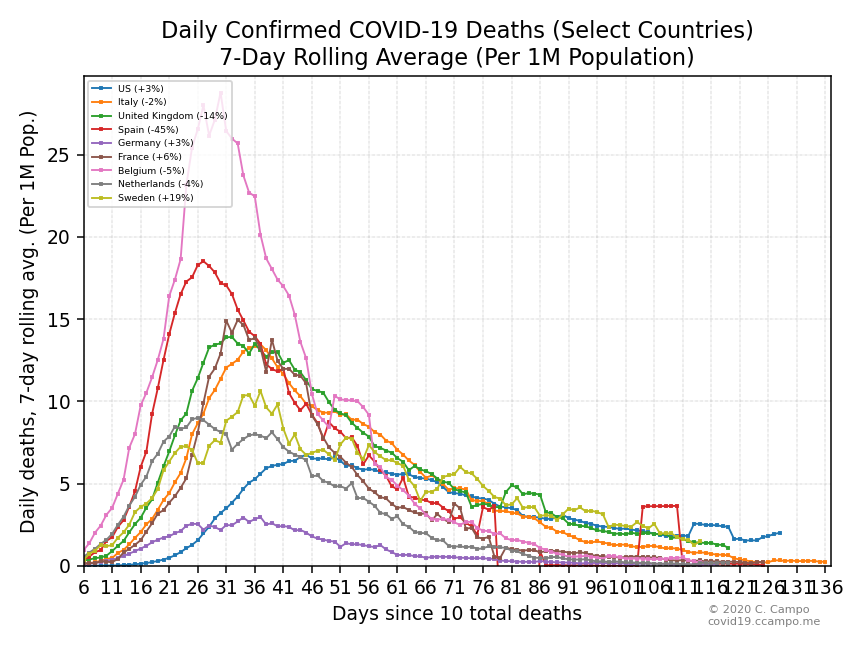 Daily Confirmed COVID-19 Deaths (Select Countries)
7-Day Rolling Average (Per 1M Population)
Daily deaths, 7-day rolling avg. (Per 1M Pop.)
US (+3%)
Italy (-2%)
United Kingdom (-14%)
Spain (-45%)
Germany (+3%)
France (+6%)
Belgium (-5%)
Netherlands (-4%)
Sweden (+19%)
25
20
15
10
5
0
6 11 16 21 26 31 36 41 46 51 56 61 66 71 76 81 86 91 96 101 106 111 116 121 126 131 136
Days since 10 total deaths
© 2020 C. Campo
covid19.ccampo.me